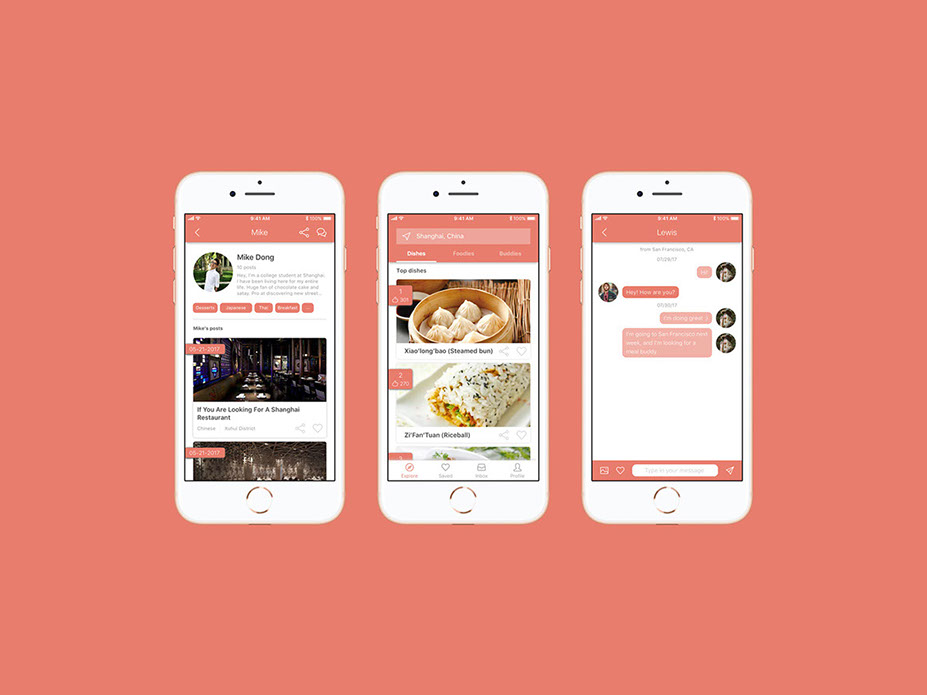 9:41 AM
100%
Mike
Mike Dong
10 posts
Hey, I'm a college student at Shanghai.
I have been living here for my entire
life. Huge fan of chocolate cake and
satay. Pro at discovering new street...
Desserts
Japanese
Thai
Breakfast
...
Mike's posts
05-21-2017
If You Are Looking For A Shanghai
Restaurant
Chinese
District
05-21-2017
9:41 AM
100%
Shanghai, China
Dishes
Foodies
Buddies
Top dishes
1
301
Xiao'long'bao (Steamed bun)
2
270
Zi'Fan'Tuan (Riceball)
3
Explore
Saved
Inbox
Profile
9:41 AM
100%
Lewis
from San Francisco, CA
07/29/17
Hi!
Hey! How are you?
07/30/17
I'm doing great :)
I'm going to San Francisco next
week, and I'm looking for a
meal buddy.
Type in your message